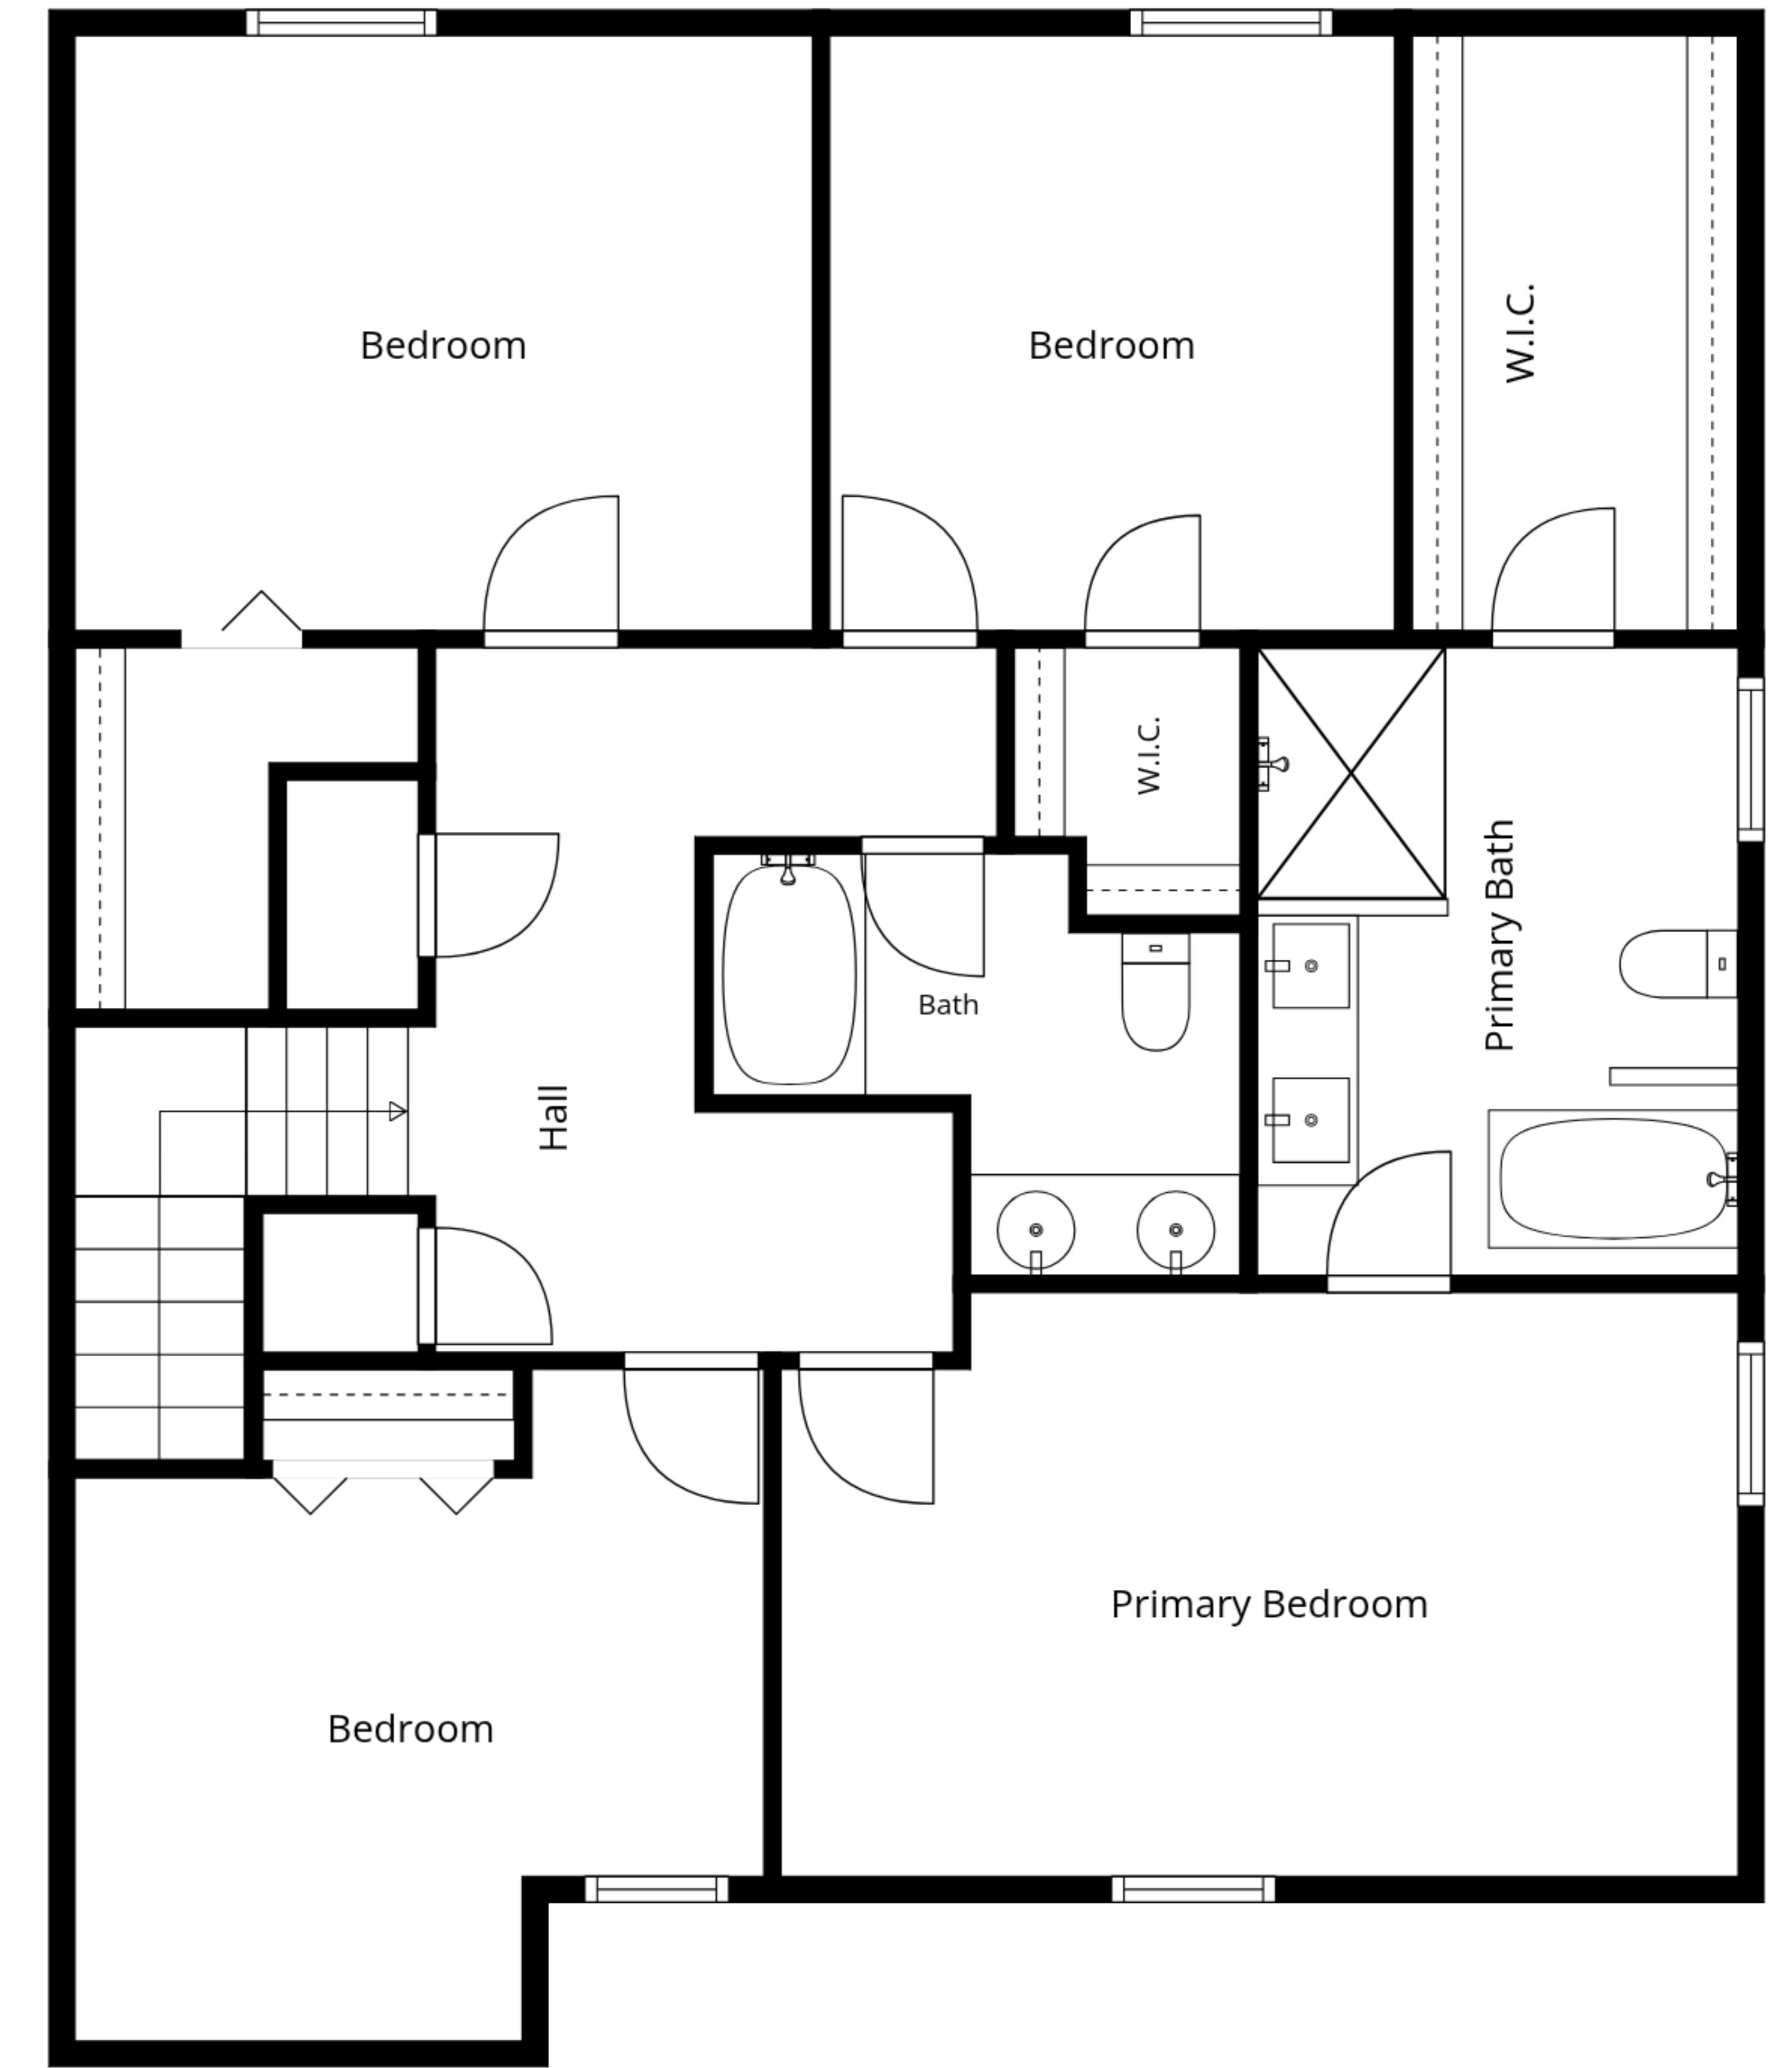 Bedroom
Bedroom
W.I.C.
W.I.C.
Primary Bath
Bath
Hall
Primary Bedroom
Bedroom